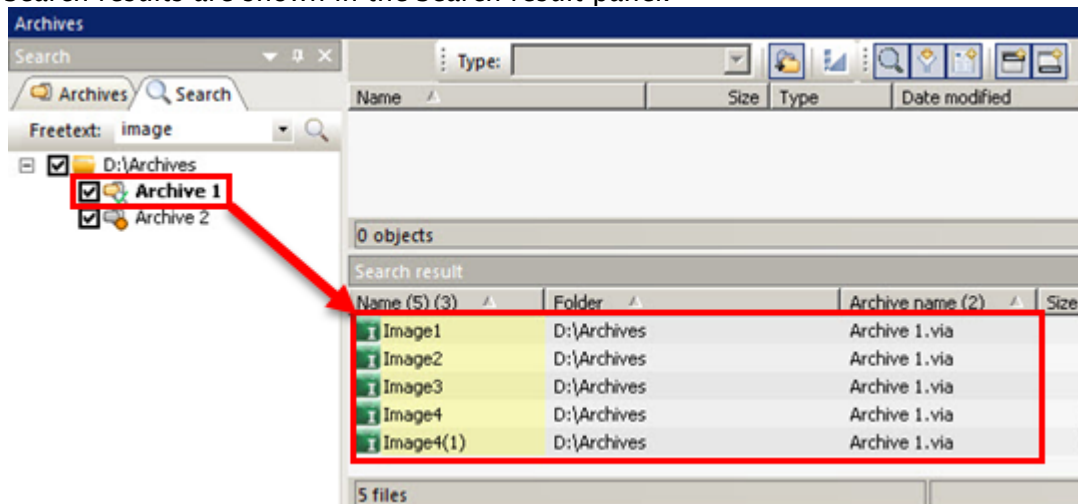 Search results are shown in the search result panel.
Archives
Search
Type:
Archives Search
Name Size Type Date modified
Freetext: image
D:\Archives
Archive 1
Archive 2
0 objects
Search result
Name (5) (3) Folder Archive name (2) Size
Image1 D:\Archives Archive 1.via
Image2 D:\Archives Archive 1.via
Image3 D:\Archives Archive 1.via
Image4 D:\Archives Archive 1.via
Image4(1) D:\Archives Archive 1.via
5 files